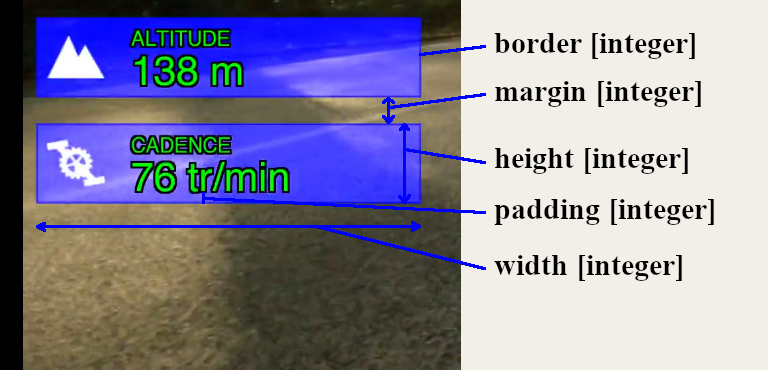 ALTITUDE
138 m
CADENCE
76 tr/min
border [integer]
margin [integer]
height [integer]
padding [integer]
width [integer]